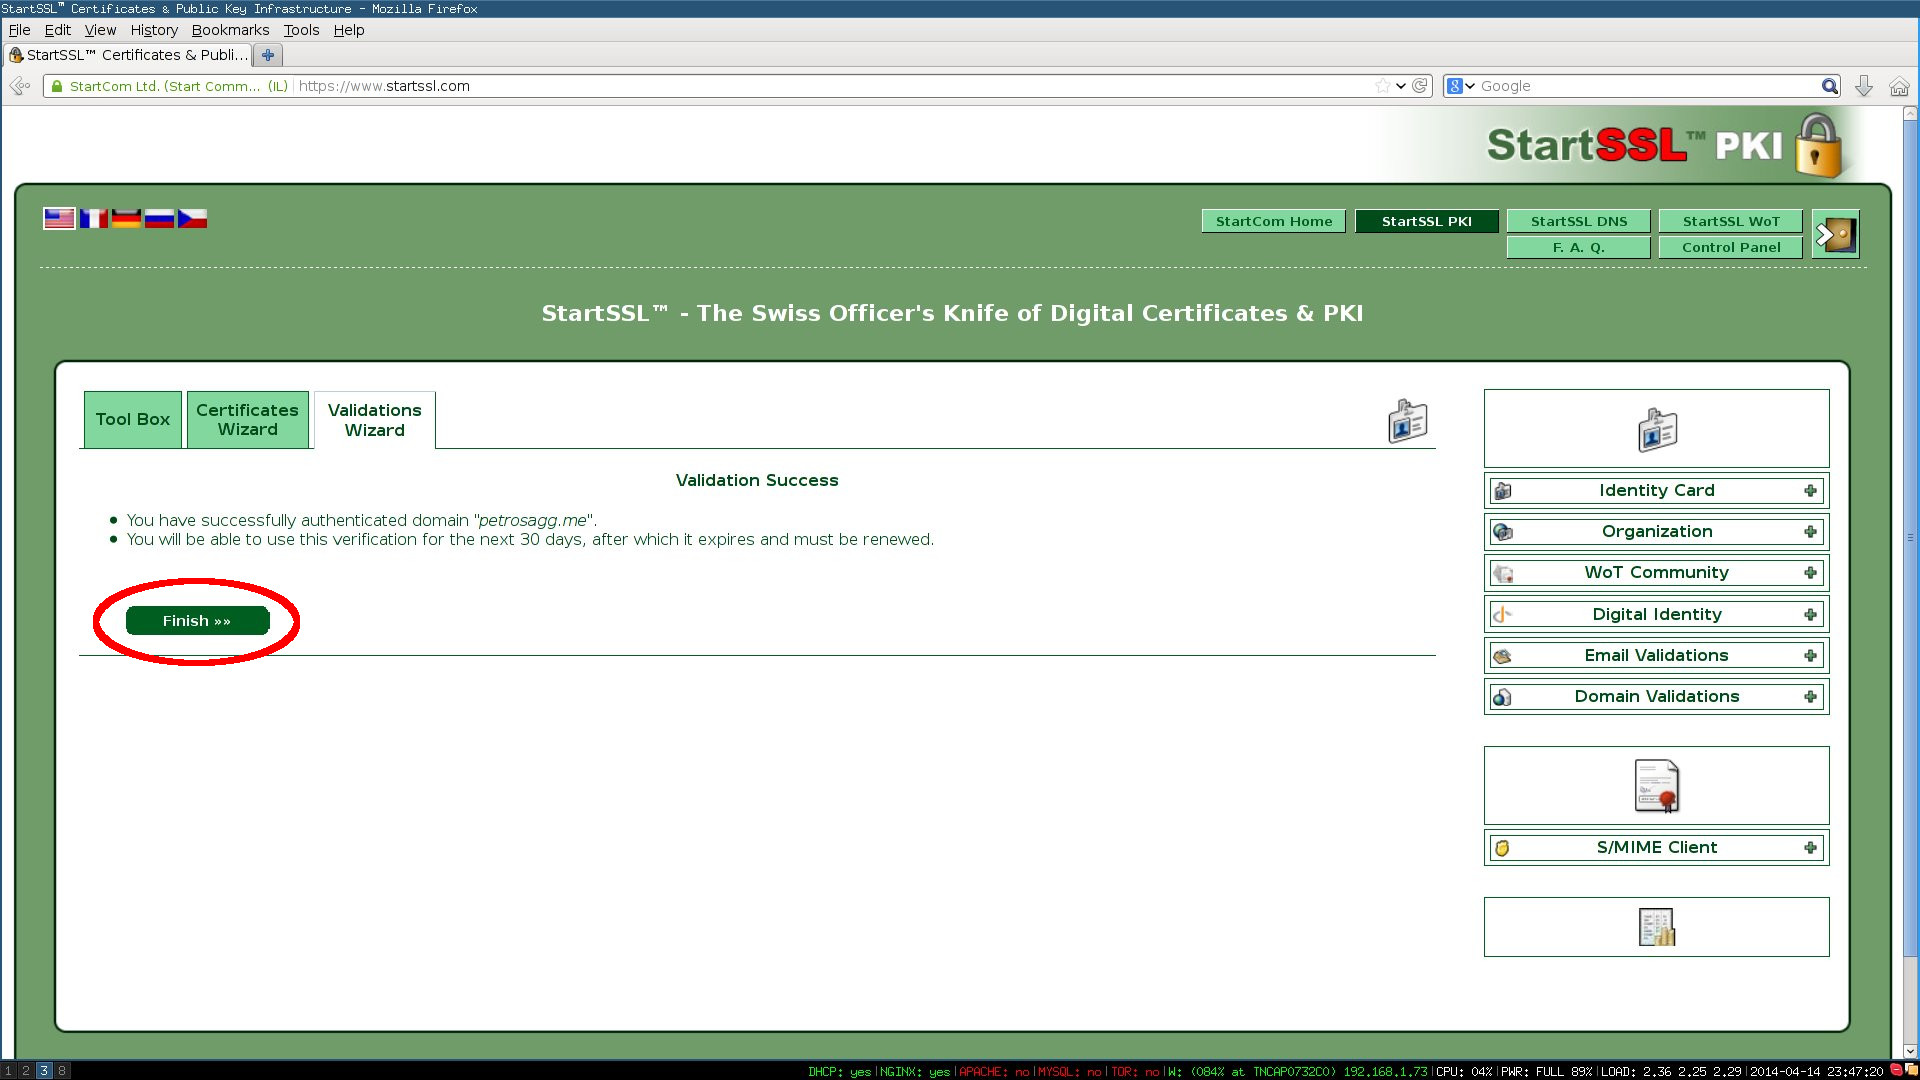 StartSSL™ Certificates & Public Key Infrastructure - Mozilla Firefox
File Edit View History Bookmarks Tools Help
StartSSL™ Certificates & Publi...
StartCom Ltd. (Start Comm... (IL) https://www.startssl.com
Google
StartSSL™ PKI
StartCom Home StartSSL PKI StartSSL DNS StartSSL WoT
F. A. Q. Control Panel
StartSSL™ - The Swiss Officer's Knife of Digital Certificates & PKI
Tool Box
Certificates Wizard
Validations Wizard
Validation Success
You have successfully authenticated domain "petrosagg.me".
You will be able to use this verification for the next 30 days, after which it expires and must be renewed.
Finish »»
Identity Card
Organization
WoT Community
Digital Identity
Email Validations
Domain Validations
S/MIME Client
1 2 3 8
DHCP: yes|NGINX: yes|APACHE: no|MYSQL: no|TOR: no|W: (084% at TNCAP0732C0) 192.168.1.73|CPU: 04%|PWR: FULL 89%|LOAD: 2.36 2.25 2.29|2014-04-14 23:47:20